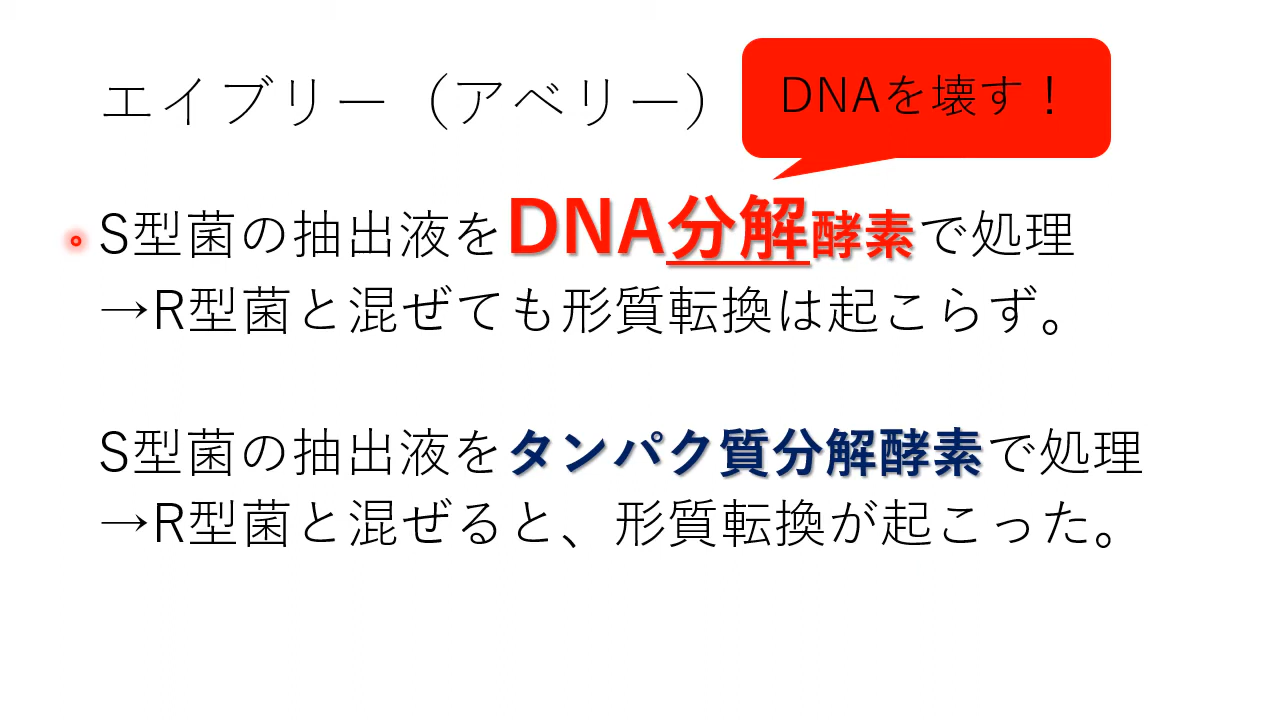 エイブリー（アベリー）
DNAを壊す！
S型菌の抽出液をDNA分解酵素で処理
→R型菌と混ぜても形質転換は起こらず。
S型菌の抽出液をタンパク質分解酵素で処理
→R型菌と混ぜると、形質転換が起こった。